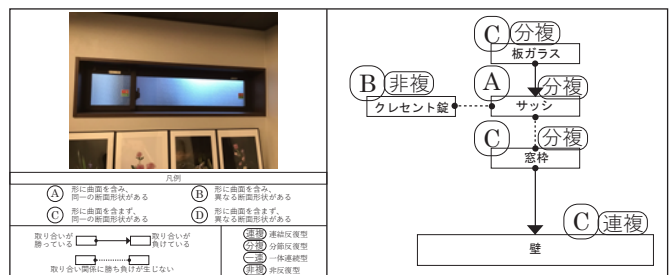 凡例
A 形に曲面を含み、
同一の断面形状がある
B 形に曲面を含み、
異なる断面形状がある
C 形に曲面を含まず、
同一の断面形状がある
D 形に曲面を含まず、
異なる断面形状がある
取り合いが
勝っている
取り合いが
負けている
取り合い関係に勝ち負けが生じない
連複 連結反復型
分複 分節反復型
一連 一体連続型
非複 非反復型
C 分複
板ガラス
B 非複
クレセント錠
A 分複
サッシ
C 分複
窓枠
C 連複
壁